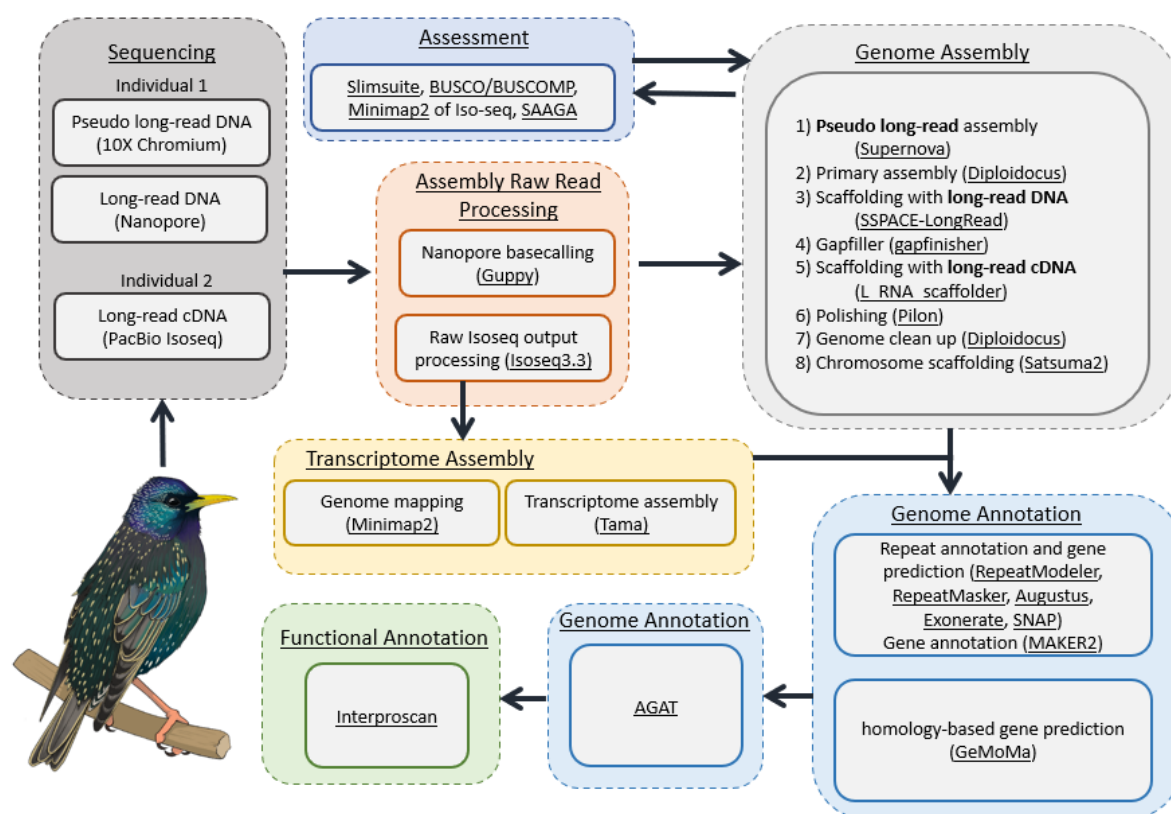 Sequencing
Individual 1
Pseudo long-read DNA
(10X Chromium)
Long-read DNA
(Nanopore)
Individual 2
Long-read cDNA
(PacBio Isoseq)
Assessment
Slimsuite, BUSCO/BUSCOMP,
Minimap2 of Iso-seq, SAAGA
Assembly Raw Read
Processing
Nanopore basecalling
(Guppy)
Raw Isoseq output
processing (Isoseq3.3)
Genome Assembly
1) Pseudo long-read assembly
(Supernova)
2) Primary assembly (Diploidocus)
3) Scaffolding with long-read DNA
(SSPACE-LongRead)
4) Gapfiller (gapfinisher)
5) Scaffolding with long-read cDNA
(L_RNA_scaffolder)
6) Polishing (Pilon)
7) Genome clean up (Diploidocus)
8) Chromosome scaffolding (Satsuma2)
Transcriptome Assembly
Genome mapping
(Minimap2)
Transcriptome assembly
(Tama)
Genome Annotation
Repeat annotation and gene
prediction (RepeatModeler,
RepeatMasker, Augustus,
Exonerate, SNAP)
Gene annotation (MAKER2)
homology-based gene prediction
(GeMoMa)
Genome Annotation
AGAT
Functional Annotation
Interproscan